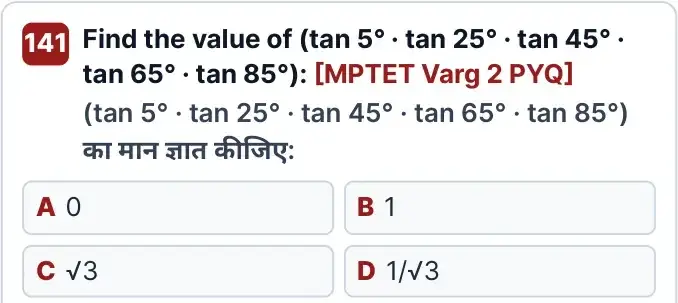 141 Find the value of (tan 5° · tan 25° · tan 45° ·
tan 65° · tan 85°): [MPTET Varg 2 PYQ]
(tan 5° · tan 25° · tan 45° · tan 65° · tan 85°)
का मान ज्ञात कीजिए:
A 0
B 1
C √3
D 1/√3